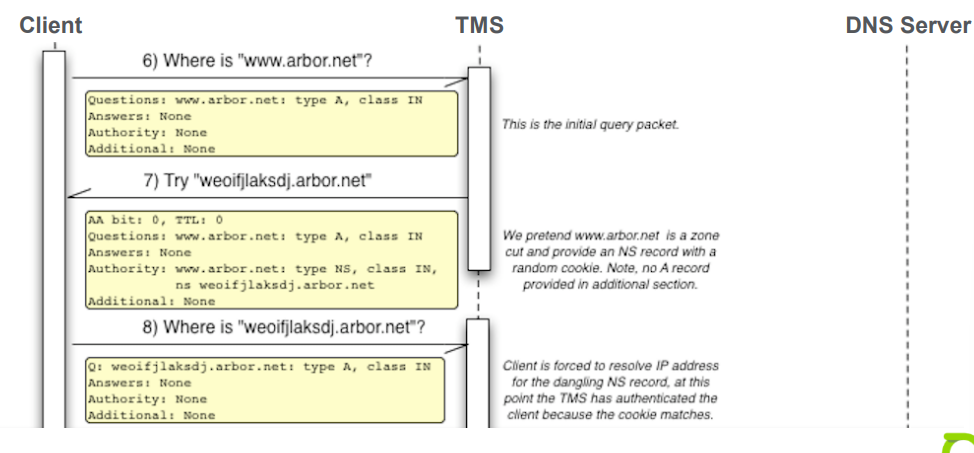 Client
TMS
DNS Server
6) Where is "www.arbor.net"?
Questions: www.arbor.net: type A, class IN
Answers: None
Authority: None
Additional: None
This is the initial query packet.
7) Try "weoifjlaksdj.arbor.net"
AA bit: 0, TTL: 0
Questions: www.arbor.net: type A, class IN
Answers: None
Authority: www.arbor.net: type NS, class IN,
ns weoifjlaksdj.arbor.net
Additional: None
We pretend www.arbor.net is a zone
cut and provide an NS record with a
random cookie. Note, no A record
provided in additional section.
8) Where is "weoifjlaksdj.arbor.net"?
Q: weoifjlaksdj.arbor.net: type A, class IN
Answers: None
Authority: None
Additional: None
Client is forced to resolve IP address
for the dangling NS record, at this
point the TMS has authenticated the
client because the cookie matches.